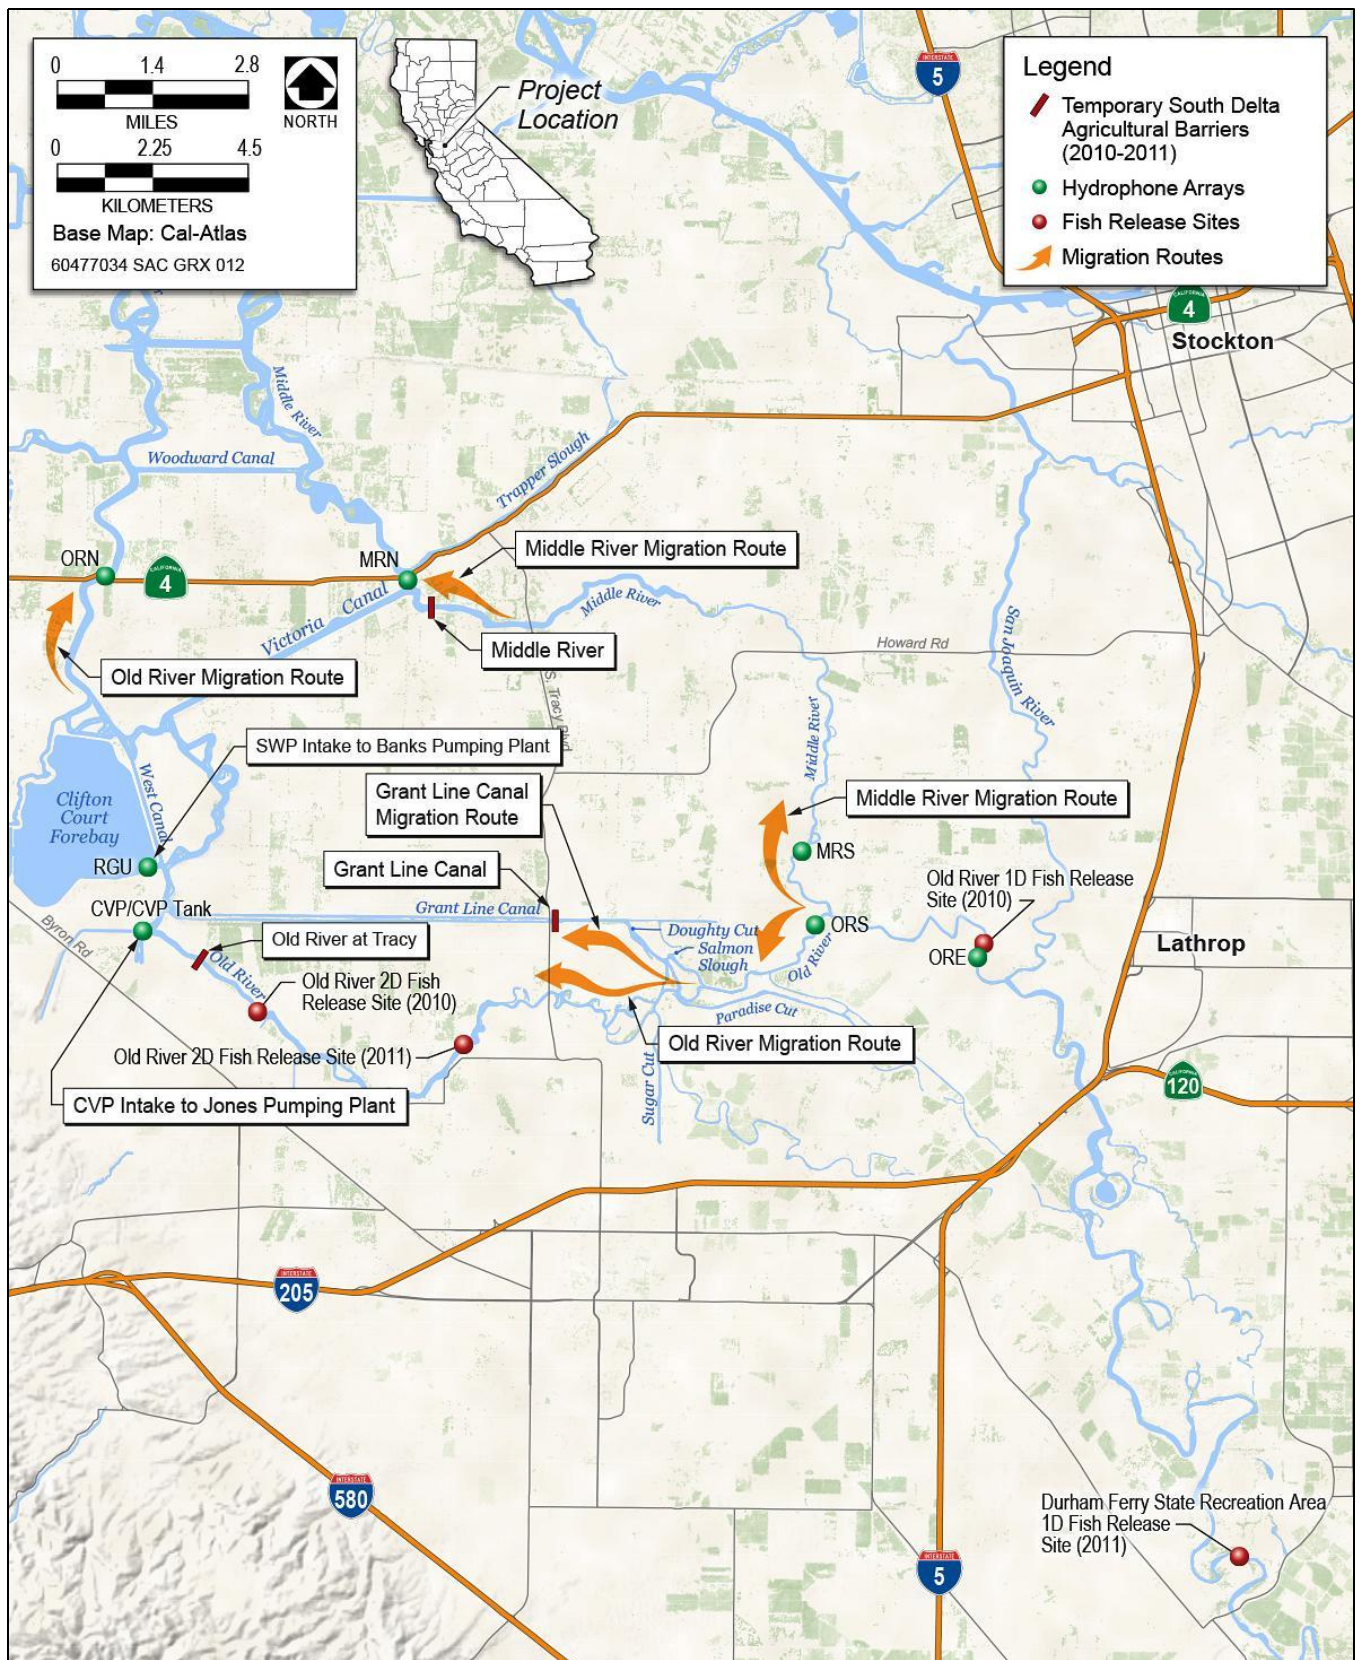 0 1.4 2.8
MILES
0 2.25 4.5
KILOMETERS
Base Map: Cal-Atlas
60477034 SAC GRX 012
NORTH
Project
Location
INTERSTATE
5
Legend
Temporary South Delta
Agricultural Barriers
(2010-2011)
Hydrophone Arrays
Fish Release Sites
Migration Routes
CALIFORNIA
4
Stockton
Middle River
Woodward Canal
Trapper Slough
ORN
CALIFORNIA
4
MRN
Middle River Migration Route
Victoria Canal
Middle River
Middle River
San Joaquin River
Howard Rd
Old River Migration Route
S. Tracy Blvd
SWP Intake to Banks Pumping Plant
West Canal
Middle River
Clifton
Court
Forebay
Grant Line Canal
Migration Route
Middle River Migration Route
RGU
MRS
Grant Line Canal
Old River 1D Fish Release
Site (2010)
CVP/CVP Tank
Grant Line Canal
Byron Rd
Old River at Tracy
Doughty Cut
Salmon
Slough
ORS
Old River
ORE
Lathrop
Old River
Old River 2D Fish
Release Site (2010)
Paradise Cut
Old River 2D Fish Release Site (2011)
Old River Migration Route
Sugar Cut
CVP Intake to Jones Pumping Plant
CALIFORNIA
120
INTERSTATE
205
INTERSTATE
580
Durham Ferry State Recreation Area
1D Fish Release
Site (2011)
INTERSTATE
5